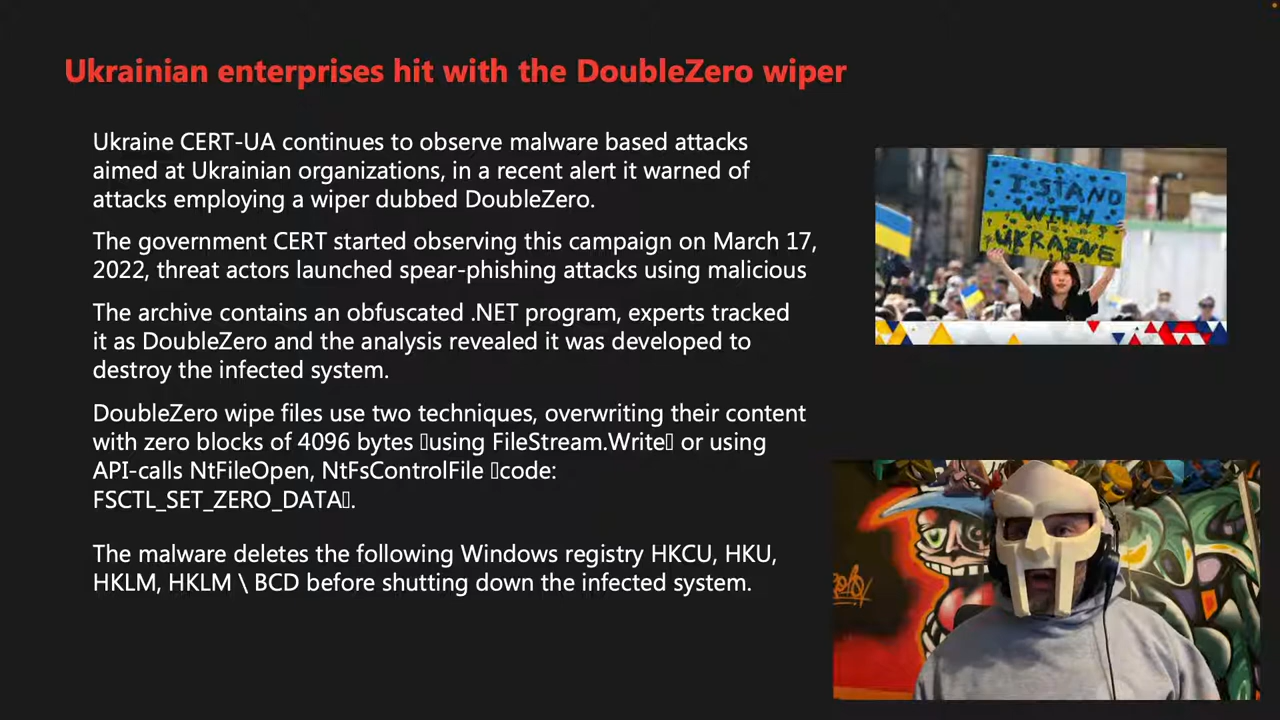 Ukrainian enterprises hit with the DoubleZero wiper
Ukraine CERT-UA continues to observe malware based attacks
aimed at Ukrainian organizations, in a recent alert it warned of
attacks employing a wiper dubbed DoubleZero.
The government CERT started observing this campaign on March 17,
2022, threat actors launched spear-phishing attacks using malicious
The archive contains an obfuscated .NET program, experts tracked
it as DoubleZero and the analysis revealed it was developed to
destroy the infected system.
DoubleZero wipe files use two techniques, overwriting their content
with zero blocks of 4096 bytes ▯using FileStream.Write▯ or using
API-calls NtFileOpen, NtFsControlFile ▯code:
FSCTL_SET_ZERO_DATA▯.
The malware deletes the following Windows registry HKCU, HKU,
HKLM, HKLM \ BCD before shutting down the infected system.
I STAND
WITH
UKRAINE